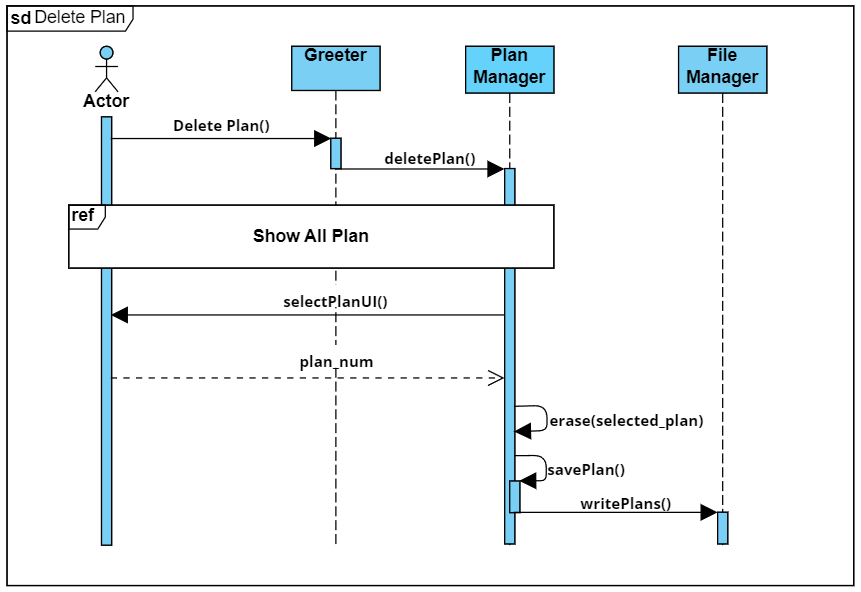 sd Delete Plan
Actor
Greeter
Plan
Manager
File
Manager
Delete Plan()
deletePlan()
ref
Show All Plan
selectPlanUI()
plan_num
erase(selected_plan)
savePlan()
writePlans()